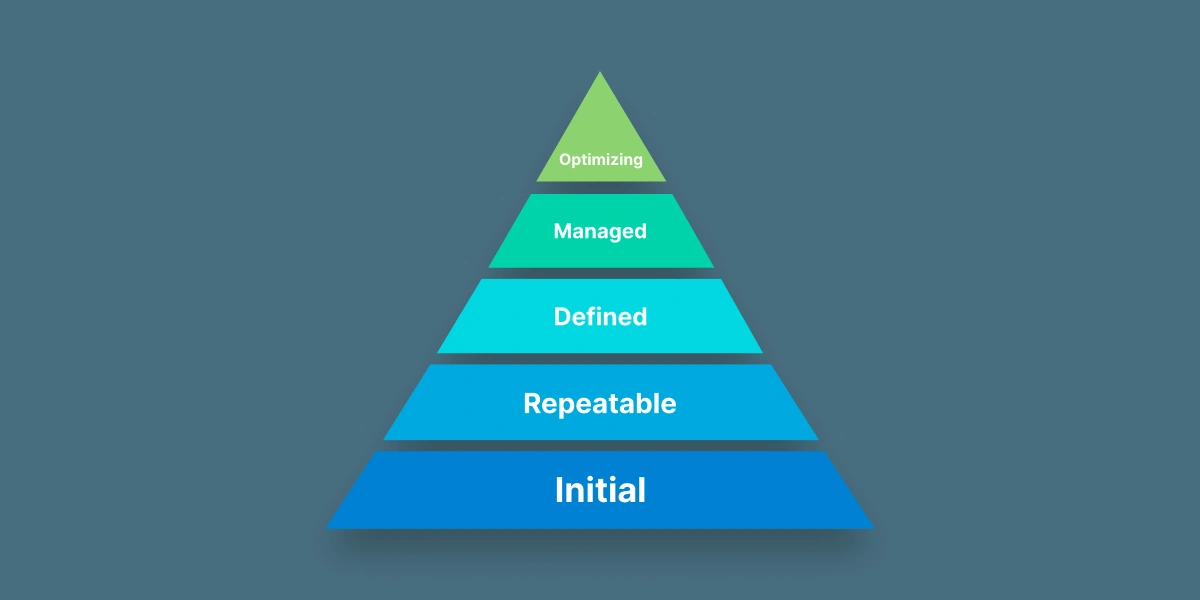 Optimizing
Managed
Defined
Repeatable
Initial